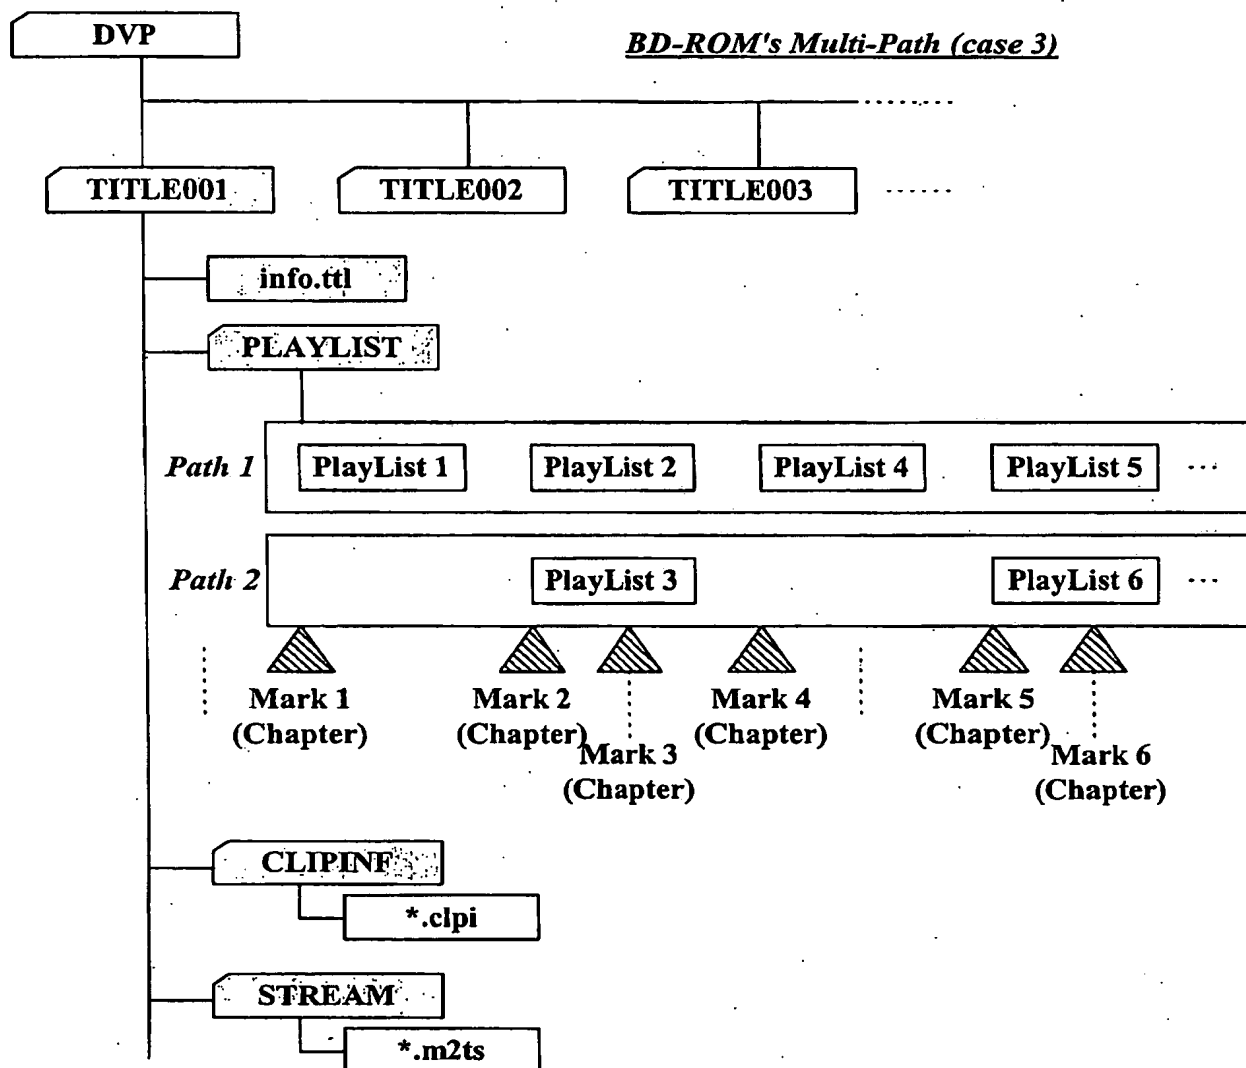 DVP
BD-ROM's Multi-Path (case 3)
TITLE001
TITLE002
TITLE003
info.ttl
PLAYLIST
Path 1
PlayList 1
PlayList 2
PlayList 4
PlayList 5
Path 2
PlayList 3
PlayList 6
Mark 1
(Chapter)
Mark 2
(Chapter)
Mark 3
(Chapter)
Mark 4
(Chapter)
Mark 5
(Chapter)
Mark 6
(Chapter)
CLIPINF
*.clpi
STREAM
*.m2ts